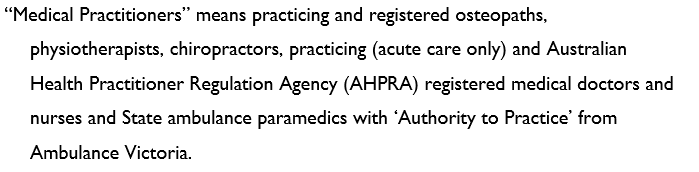 “Medical Practitioners” means practicing and registered osteopaths,
physiotherapists, chiropractors, practicing (acute care only) and Australian
Health Practitioner Regulation Agency (AHPRA) registered medical doctors and
nurses and State ambulance paramedics with ‘Authority to Practice’ from
Ambulance Victoria.